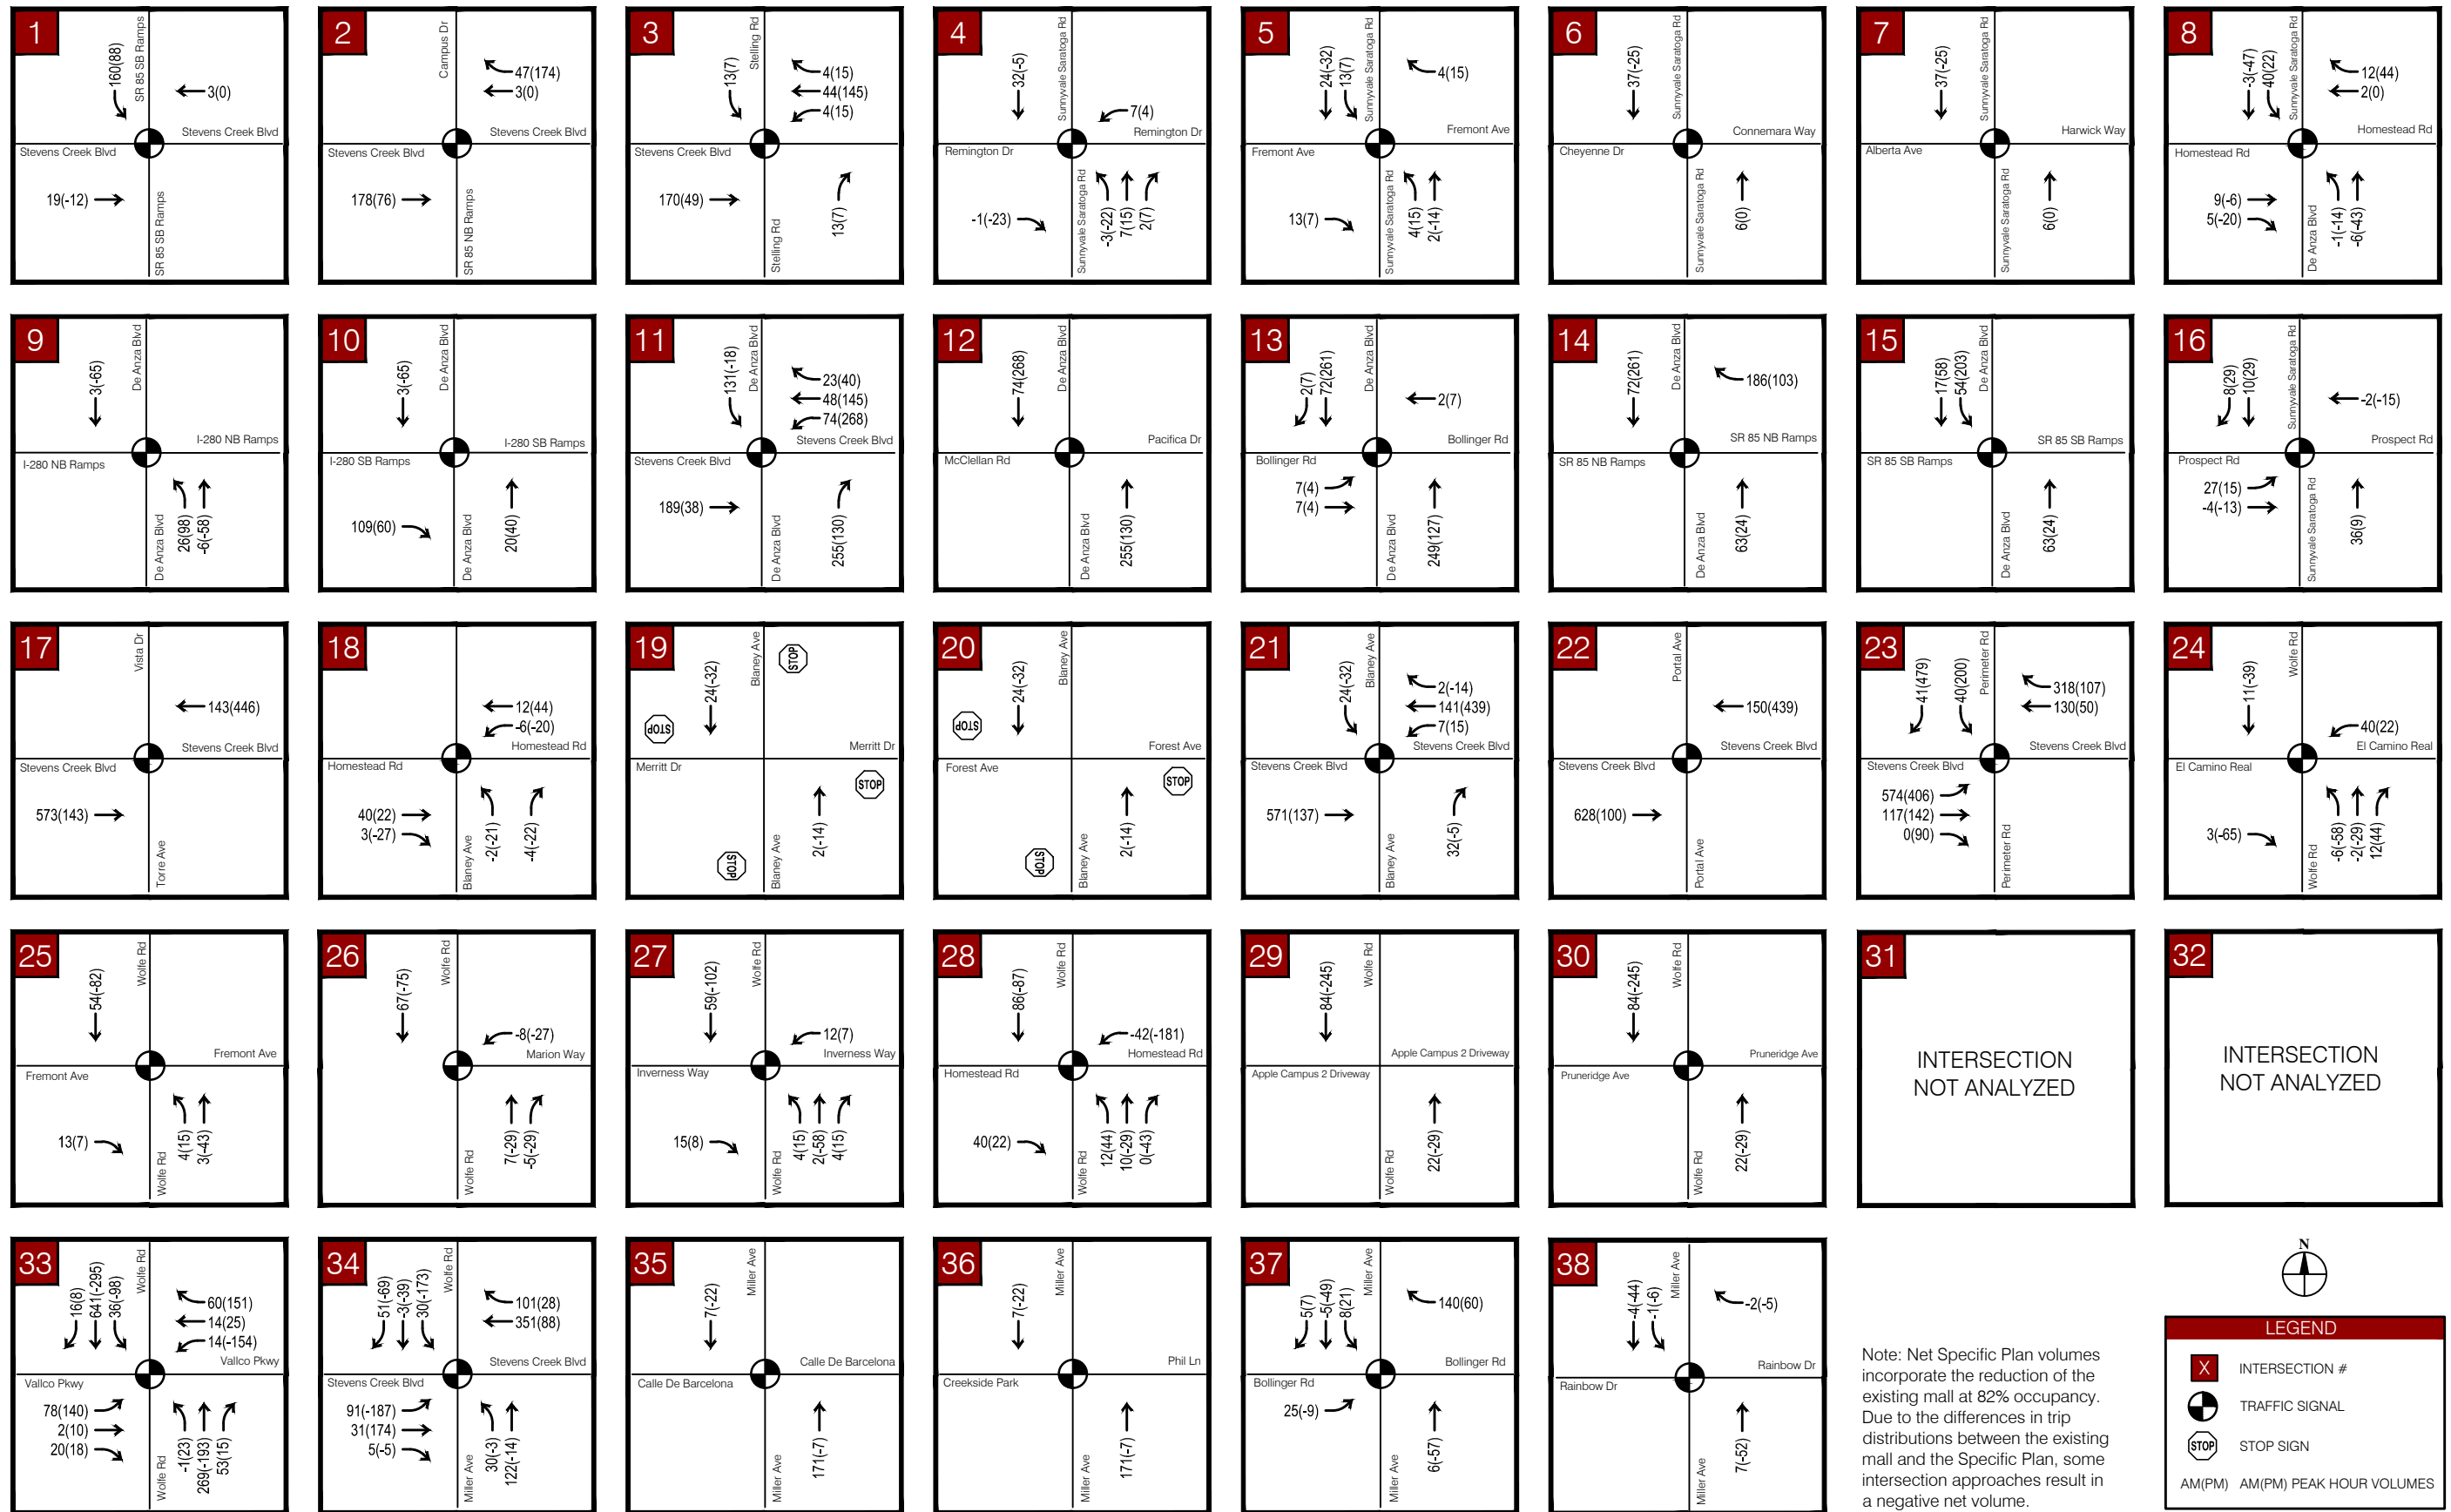 1
SR 85 SB Ramps
160(88)
3(0)
Stevens Creek Blvd
Stevens Creek Blvd
19(-12)
SR 85 SB Ramps
2
Campus Dr
47(174)
3(0)
Stevens Creek Blvd
Stevens Creek Blvd
178(76)
SR 85 NB Ramps
3
13(7)
Stelling Rd
4(15)
44(145)
4(15)
Stevens Creek Blvd
170(49)
Stelling Rd
13(7)
4
32(-5)
Sunnyvale Saratoga Rd
7(4)
Remington Dr
Remington Dr
-1(-23)
Sunnyvale Saratoga Rd
-3(-22)
7(15)
2(7)
5
24(-32)
13(7)
Sunnyvale Saratoga Rd
4(15)
Fremont Ave
Fremont Ave
13(7)
Sunnyvale Saratoga Rd
4(15)
2(-14)
6
37(-25)
Sunnyvale Saratoga Rd
Connemara Way
Cheyenne Dr
Sunnyvale Saratoga Rd
6(0)
7
37(-25)
Sunnyvale Saratoga Rd
Harwick Way
Alberta Ave
Sunnyvale Saratoga Rd
6(0)
8
-3(-47)
40(22)
Sunnyvale Saratoga Rd
12(44)
2(0)
Homestead Rd
Homestead Rd
9(-6)
5(-20)
De Anza Blvd
-1(-14)
-6(-43)
9
3(-65)
De Anza Blvd
I-280 NB Ramps
I-280 NB Ramps
De Anza Blvd
26(98)
-6(-58)
10
3(-65)
De Anza Blvd
I-280 SB Ramps
I-280 SB Ramps
109(60)
De Anza Blvd
20(40)
11
131(-18)
De Anza Blvd
23(40)
48(145)
74(268)
Stevens Creek Blvd
Stevens Creek Blvd
189(38)
De Anza Blvd
255(130)
12
74(268)
De Anza Blvd
Pacifica Dr
McClellan Rd
De Anza Blvd
255(130)
13
2(7)
72(261)
De Anza Blvd
2(7)
Bollinger Rd
Bollinger Rd
7(4)
7(4)
De Anza Blvd
249(127)
14
72(261)
De Anza Blvd
186(103)
SR 85 NB Ramps
SR 85 NB Ramps
De Anza Blvd
63(24)
15
17(58)
54(203)
De Anza Blvd
SR 85 SB Ramps
SR 85 SB Ramps
De Anza Blvd
63(24)
16
8(29)
10(29)
Sunnyvale Saratoga Rd
-2(-15)
Prospect Rd
Prospect Rd
27(15)
-4(-13)
Sunnyvale Saratoga Rd
36(9)
17
Vista Dr
143(446)
Stevens Creek Blvd
Stevens Creek Blvd
573(143)
Torre Ave
18
12(44)
-6(-20)
Homestead Rd
Homestead Rd
40(22)
3(-27)
Blaney Ave
-2(-21)
-4(-22)
19
24(-32)
Blaney Ave
STOP
STOP
Merritt Dr
Merritt Dr
STOP
STOP
Blaney Ave
2(-14)
20
24(-32)
Blaney Ave
STOP
Forest Ave
Forest Ave
STOP
STOP
Blaney Ave
2(-14)
21
24(-32)
Blaney Ave
2(-14)
141(439)
7(15)
Stevens Creek Blvd
Stevens Creek Blvd
571(137)
Blaney Ave
32(-5)
22
Portal Ave
150(439)
Stevens Creek Blvd
Stevens Creek Blvd
628(100)
Portal Ave
23
41(479)
40(200)
Perimeter Rd
318(107)
130(50)
Stevens Creek Blvd
Stevens Creek Blvd
574(406)
117(142)
0(90)
Perimeter Rd
24
11(-39)
Wolfe Rd
40(22)
El Camino Real
El Camino Real
3(-65)
Wolfe Rd
-6(-58)
-2(-29)
12(44)
25
54(-82)
Wolfe Rd
Fremont Ave
Fremont Ave
13(7)
Wolfe Rd
4(15)
3(-43)
26
67(-75)
Wolfe Rd
-8(-27)
Marion Way
Wolfe Rd
7(-29)
-5(-29)
27
59(-102)
Wolfe Rd
12(7)
Inverness Way
Inverness Way
15(8)
Wolfe Rd
4(15)
2(-58)
4(15)
28
86(-87)
Wolfe Rd
-42(-181)
Homestead Rd
Homestead Rd
40(22)
Wolfe Rd
12(44)
10(-29)
0(-43)
29
84(-245)
Wolfe Rd
Apple Campus 2 Driveway
Apple Campus 2 Driveway
Wolfe Rd
22(-29)
30
84(-245)
Wolfe Rd
Pruneridge Ave
Pruneridge Ave
Wolfe Rd
22(-29)
31
INTERSECTION
NOT ANALYZED
32
INTERSECTION
NOT ANALYZED
33
16(8)
641(-295)
36(-98)
Wolfe Rd
60(151)
14(25)
14(-154)
Vallco Pkwy
Vallco Pkwy
78(140)
2(10)
20(18)
Wolfe Rd
-1(23)
269(-193)
53(15)
34
51(-69)
-3(-39)
30(-173)
Wolfe Rd
101(28)
351(88)
Stevens Creek Blvd
Stevens Creek Blvd
91(-187)
31(174)
5(-5)
Miller Ave
30(-3)
122(-14)
35
7(-22)
Miller Ave
Calle De Barcelona
Calle De Barcelona
Miller Ave
171(-7)
36
7(-22)
Miller Ave
Phil Ln
Creekside Park
Miller Ave
171(-7)
37
5(7)
-5(-49)
8(21)
Miller Ave
140(60)
Bollinger Rd
Bollinger Rd
25(-9)
Miller Ave
6(-57)
38
-4(-44)
-1(-6)
Miller Ave
-2(-5)
Rainbow Dr
Rainbow Dr
Miller Ave
7(-52)
Note: Net Specific Plan volumes
incorporate the reduction of the
existing mall at 82% occupancy.
Due to the differences in trip
distributions between the existing
mall and the Specific Plan, some
intersection approaches result in
a negative net volume.
N
LEGEND
X INTERSECTION #
TRAFFIC SIGNAL
STOP STOP SIGN
AM(PM) AM(PM) PEAK HOUR VOLUMES